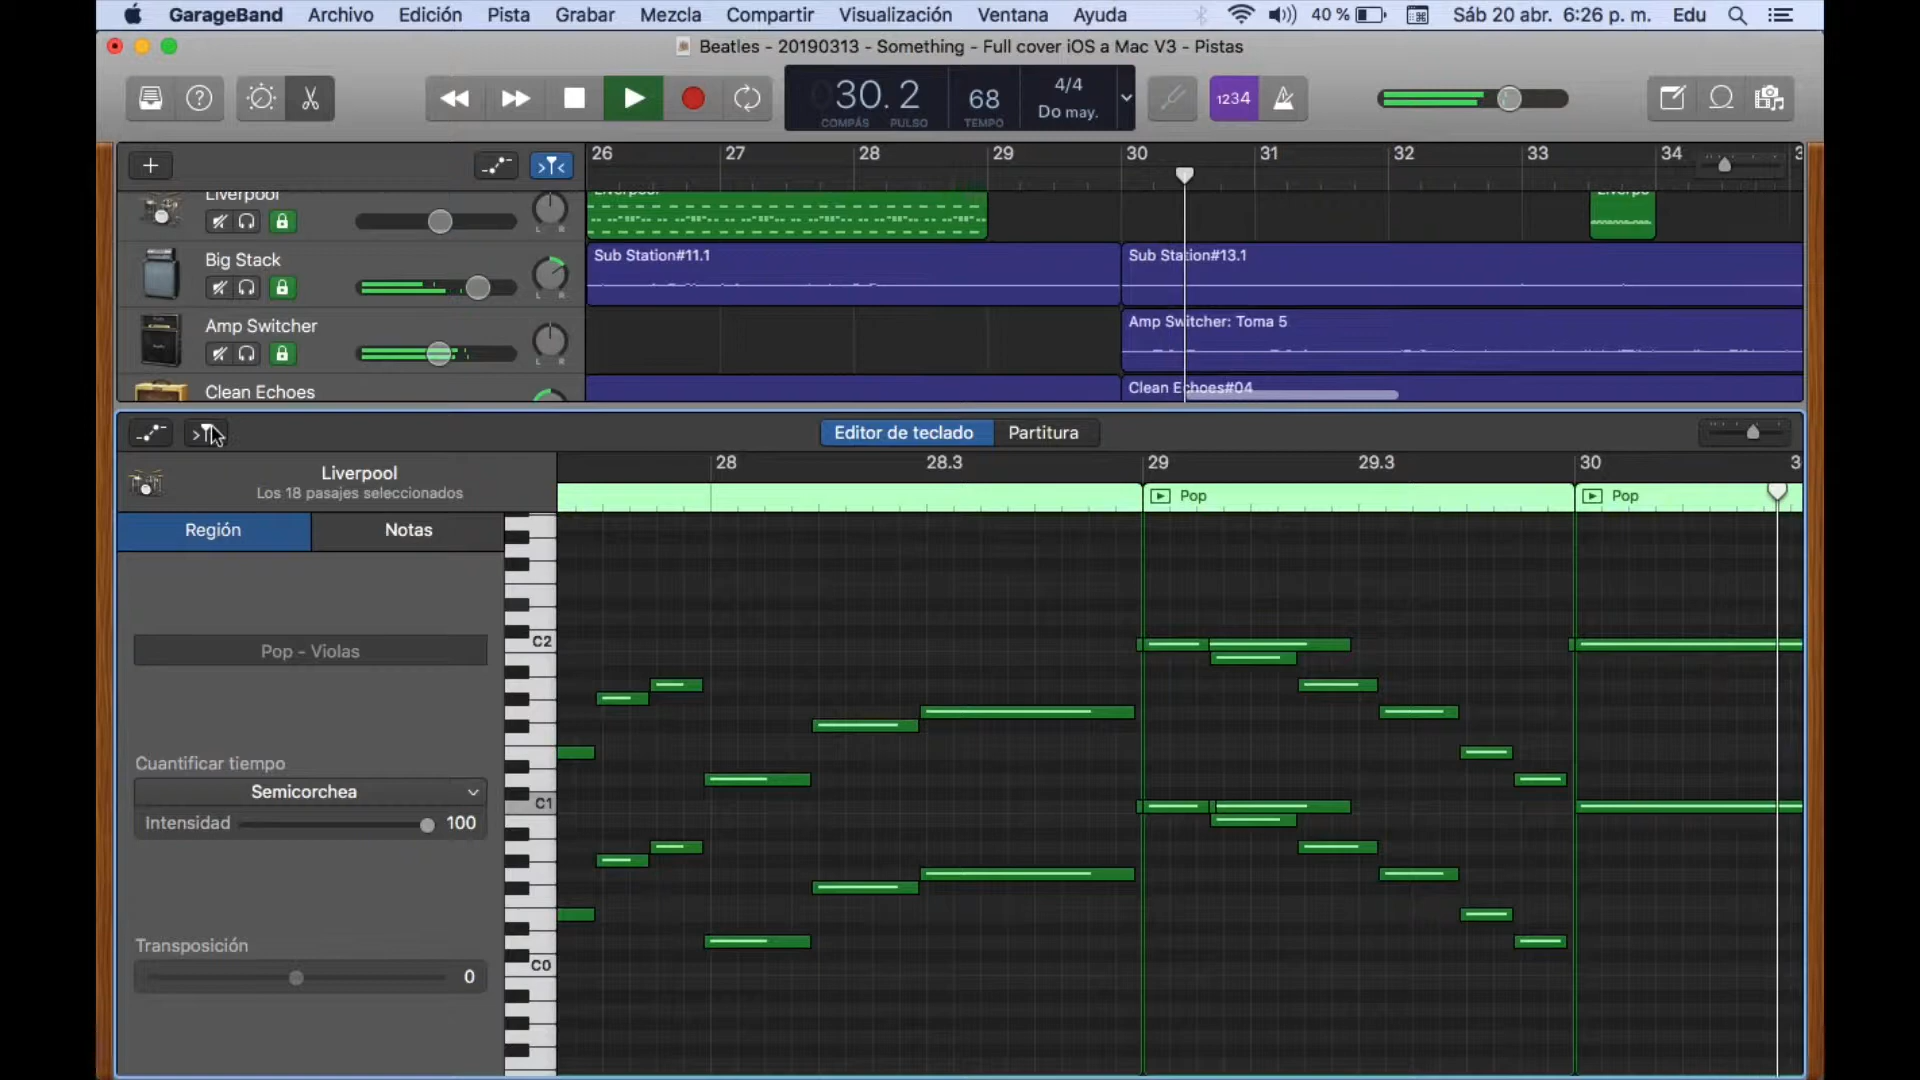 GarageBand Archivo Edición Pista Grabar Mezcla Compartir Visualización Ventana Ayuda 40 % Sáb 20 abr. 6:26 p. m. Edu
Beatles - 20190313 - Something - Full cover iOS a Mac V3 - Pistas
30. 2 68 4/4 1234
Do may.
COMPÁS PULSO TEMPO
26 27 28 29 30 31 32 33 34
Liverpool Liverpool
Big Stack Sub Station#11.1 Sub Station#13.1
L R
Amp Switcher Amp Switcher: Toma 5
L R
Clean Echoes Clean Echoes#04
Editor de teclado Partitura
Liverpool 28 28.3 29 29.3 30
Los 18 pasajes seleccionados Pop Pop
Región Notas
C2
Pop - Violas
Cuantificar tiempo
Semicorchea C1
Intensidad 100
Transposición C0
0